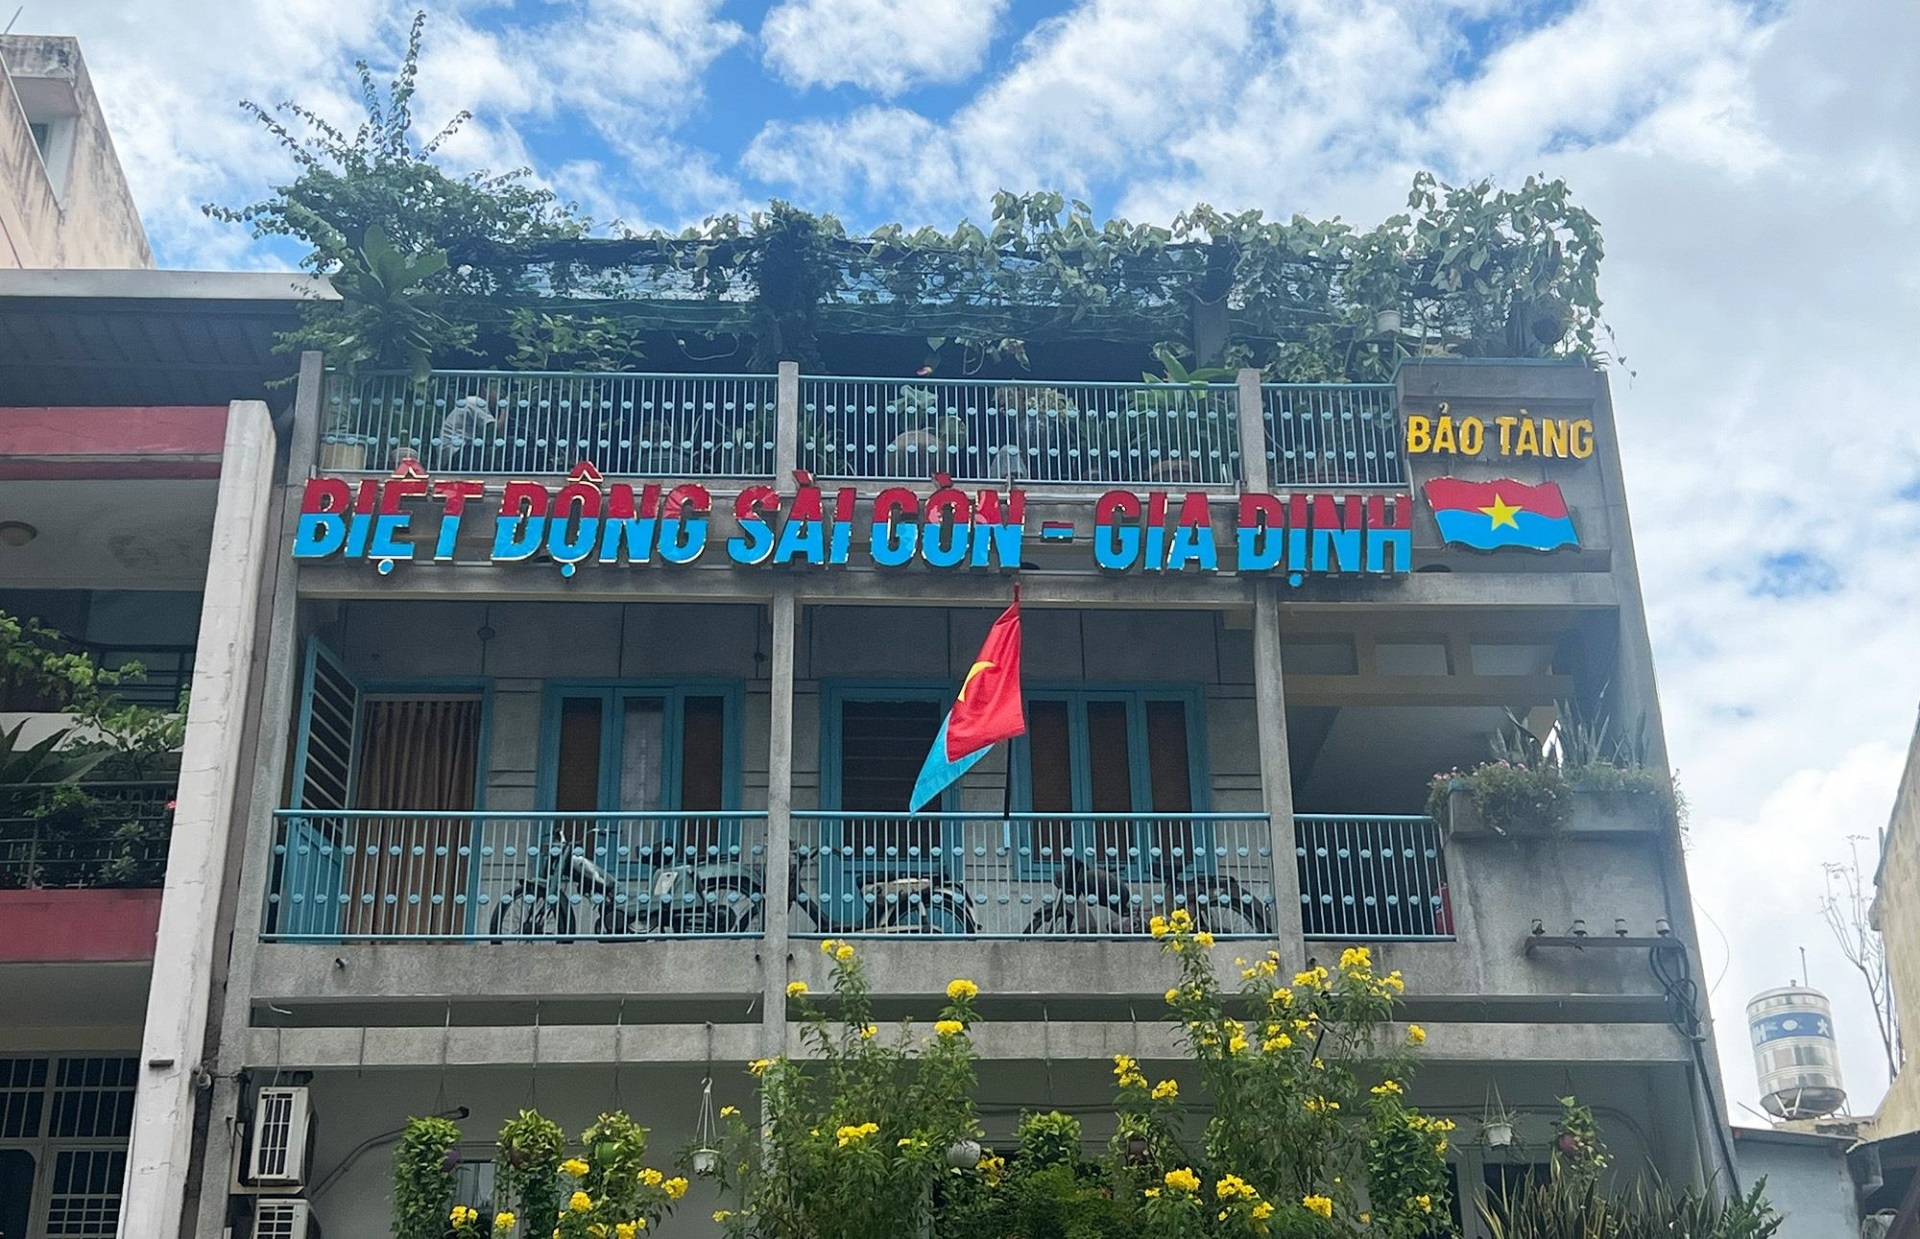 BẢO TÀNG
BIỆT ĐỘNG SÀI GÒN - GIA ĐỊNH